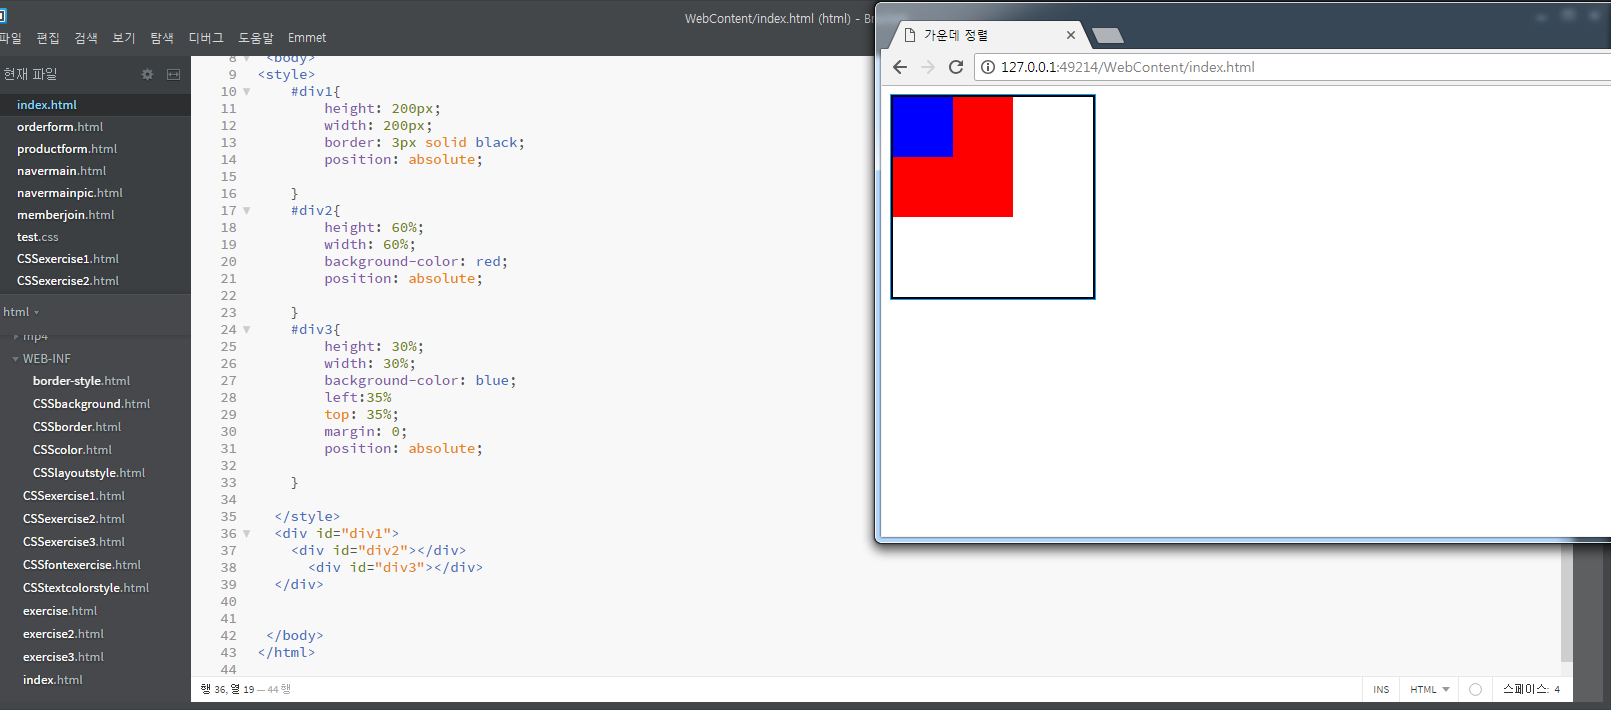 WebContent/index.html (html) - Br
파일 편집 검색 보기 탐색 디버그 도움말 Emmet
현재 파일
index.html
orderform.html
productform.html
navermain.html
navermainpic.html
memberjoin.html
test.css
CSSexercise1.html
CSSexercise2.html
html
mp4
WEB-INF
border-style.html
CSSbackground.html
CSSborder.html
CSScolor.html
CSSlayoutstyle.html
CSSexercise1.html
CSSexercise2.html
CSSexercise3.html
CSSfontexercise.html
CSStextcolorstyle.html
exercise.html
exercise2.html
exercise3.html
index.html
8 <body>
9 <style>
10 #div1{
11 height: 200px;
12 width: 200px;
13 border: 3px solid black;
14 position: absolute;
15
16 }
17 #div2{
18 height: 60%;
19 width: 60%;
20 background-color: red;
21 position: absolute;
22
23 }
24 #div3{
25 height: 30%;
26 width: 30%;
27 background-color: blue;
28 left:35%
29 top: 35%;
30 margin: 0;
31 position: absolute;
32
33 }
34
35 </style>
36 <div id="div1">
37 <div id="div2"></div>
38 <div id="div3"></div>
39 </div>
40
41
42 </body>
43 </html>
44
행 36, 열 19 — 44 행
INS HTML 스페이스: 4
가운데 정렬
127.0.0.1:49214/WebContent/index.html